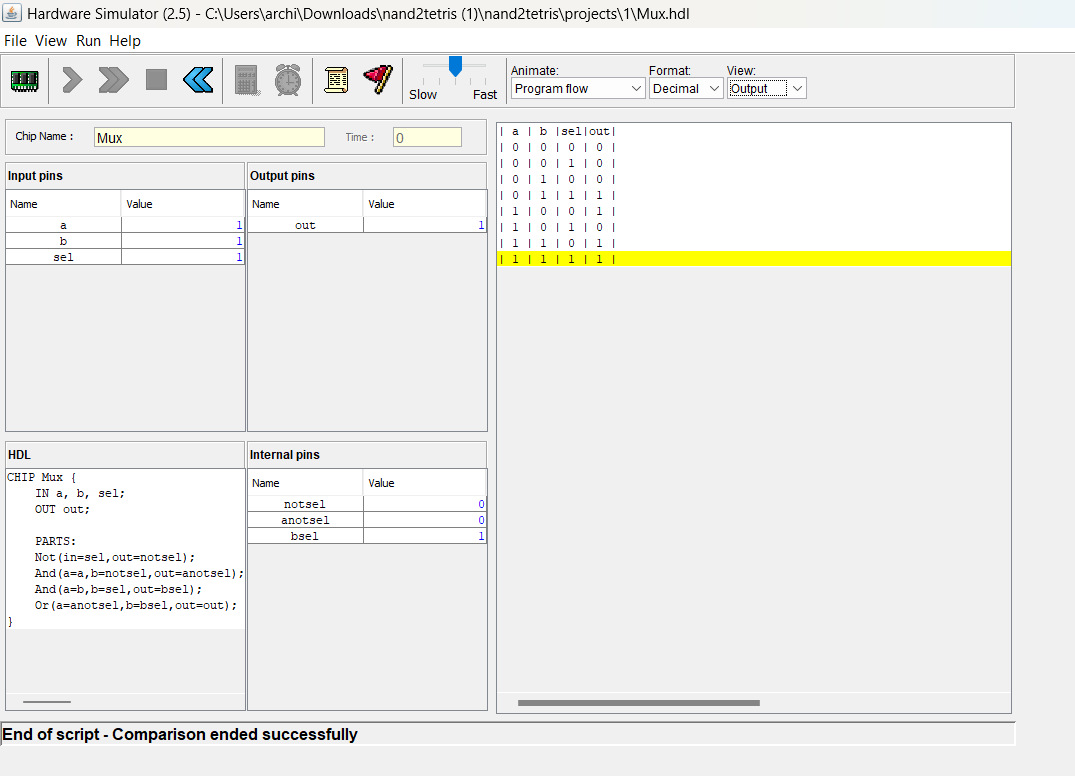 Hardware Simulator (2.5) - C:\Users\archi\Downloads\nand2tetris (1)\nand2tetris\projects\1\Mux.hdl
File View Run Help
Slow Fast
Animate: Format: View:
Program flow Decimal Output
Chip Name : Mux Time : 0
Input pins
Name Value
a 1
b 1
sel 1
Output pins
Name Value
out 1
HDL
CHIP Mux {
    IN a, b, sel;
    OUT out;

    PARTS:
    Not(in=sel,out=notsel);
    And(a=a,b=notsel,out=anotsel);
    And(a=b,b=sel,out=bsel);
    Or(a=anotsel,b=bsel,out=out);
}
Internal pins
Name Value
notsel 0
anotsel 0
bsel 1
| a | b |sel|out|
| 0 | 0 | 0 | 0 |
| 0 | 0 | 1 | 0 |
| 0 | 1 | 0 | 0 |
| 0 | 1 | 1 | 1 |
| 1 | 0 | 0 | 1 |
| 1 | 0 | 1 | 0 |
| 1 | 1 | 0 | 1 |
| 1 | 1 | 1 | 1 |
End of script - Comparison ended successfully